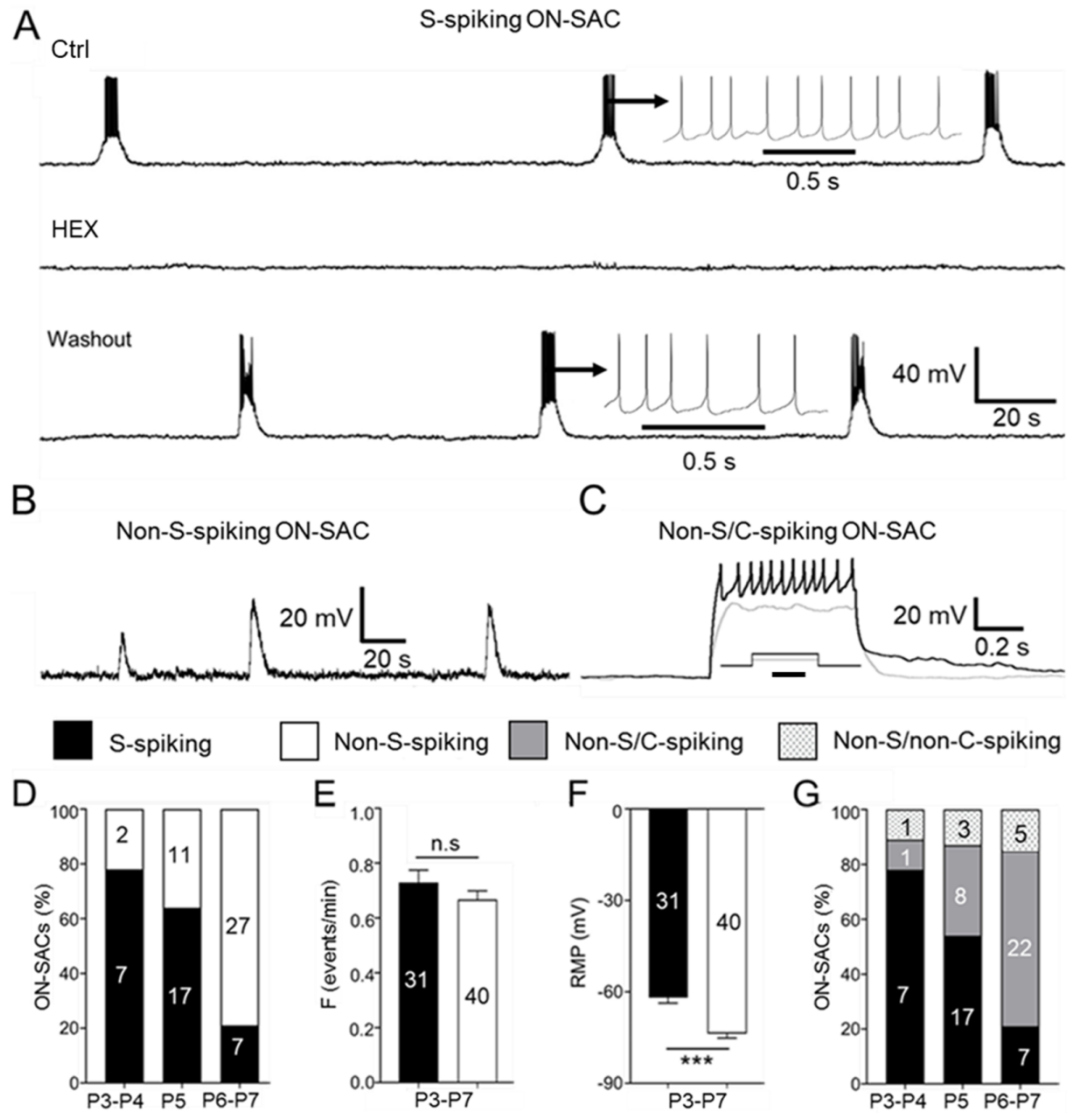 A
S-spiking ON-SAC
Ctrl
0.5 s
HEX
Washout
40 mV
20 s
0.5 s
B
Non-S-spiking ON-SAC
20 mV
20 s
C
Non-S/C-spiking ON-SAC
20 mV
0.2 s
S-spiking
Non-S-spiking
Non-S/C-spiking
Non-S/non-C-spiking
D
ON-SACs (%)
100
80
60
40
20
0
2
11
27
7
17
7
P3-P4
P5
P6-P7
E
F (events/min)
1.0
0.8
0.6
0.4
0.2
0.0
n.s
31
40
P3-P7
F
RMP (mV)
0
-30
-60
-90
31
40
***
P3-P7
G
ON-SACs (%)
100
80
60
40
20
0
1
3
5
1
8
22
7
17
7
P3-P4
P5
P6-P7